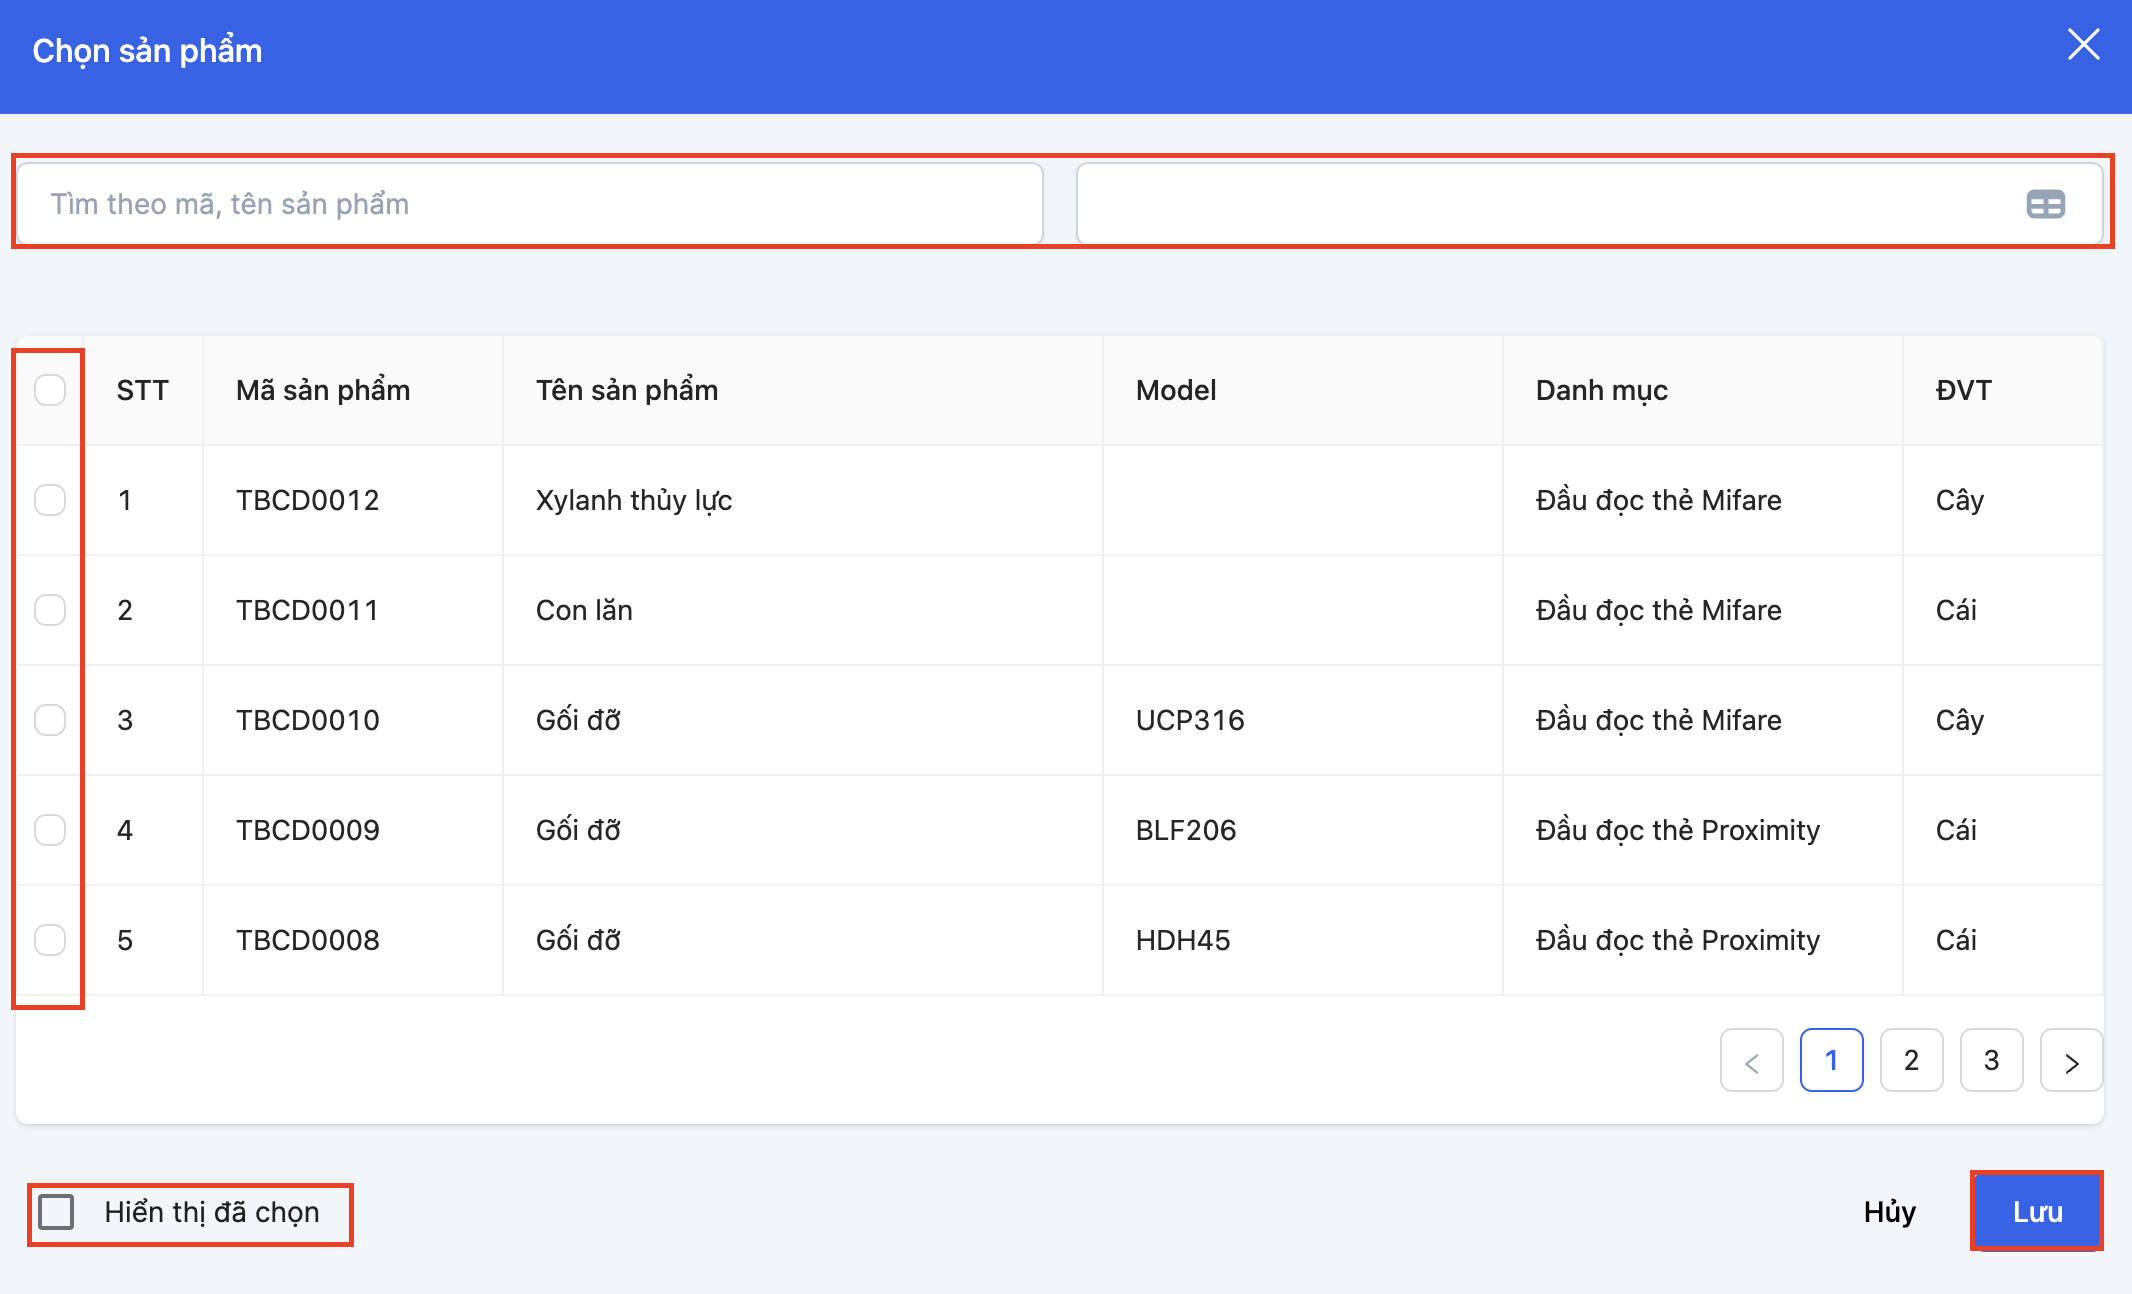 Chọn sản phẩm
Tìm theo mã, tên sản phẩm
STT Mã sản phẩm Tên sản phẩm Model Danh mục ĐVT
1 TBCD0012 Xylanh thủy lực Đầu đọc thẻ Mifare Cây
2 TBCD0011 Con lăn Đầu đọc thẻ Mifare Cái
3 TBCD0010 Gối đỡ UCP316 Đầu đọc thẻ Mifare Cây
4 TBCD0009 Gối đỡ BLF206 Đầu đọc thẻ Proximity Cái
5 TBCD0008 Gối đỡ HDH45 Đầu đọc thẻ Proximity Cái
< 1 2 3 >
Hiển thị đã chọn Hủy Lưu